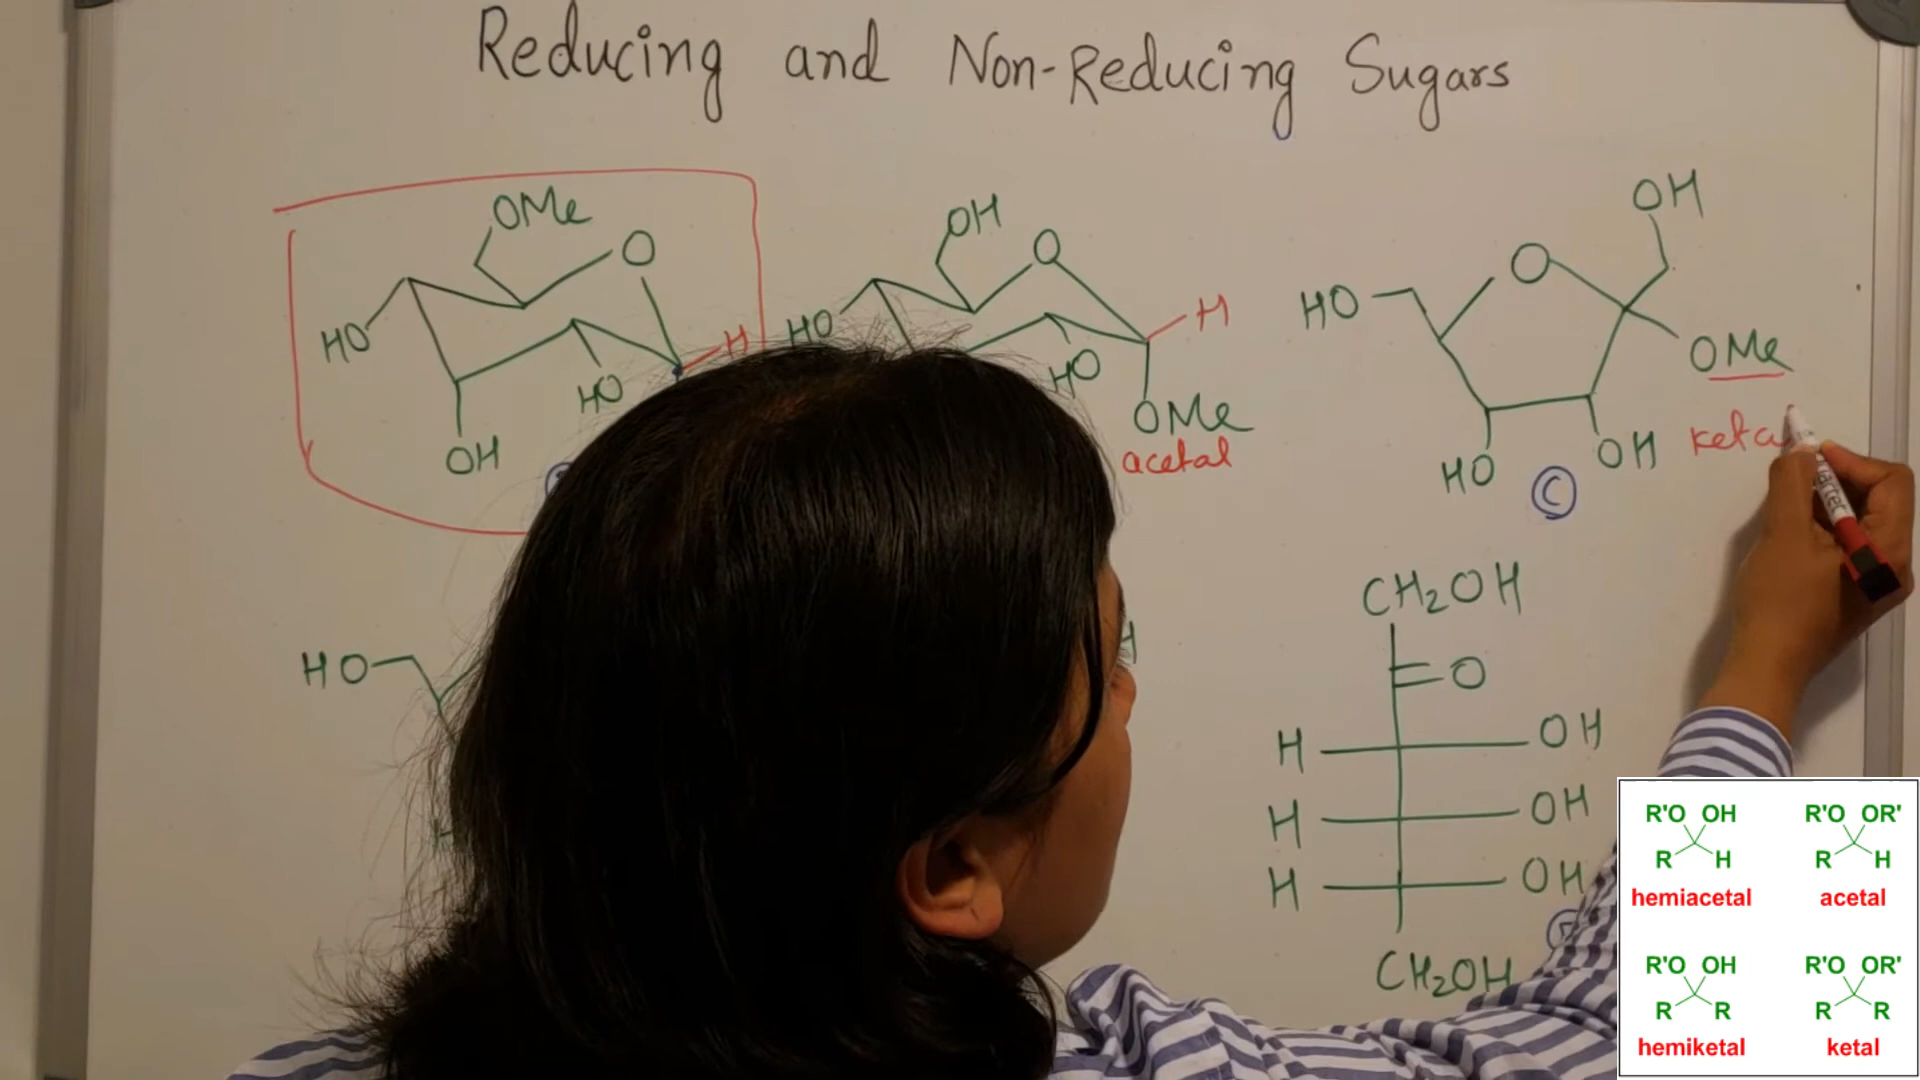 Reducing and Non-Reducing Sugars
OMe
O
HO
H
HO
OH
OH
O
HO
H
HO
OMe
acetal
OH
O
HO
OMe
HO
OH
C
keta
HO
CH₂OH
O
H OH
H OH
H OH
CH₂OH
R'O OH
R H
hemiacetal
R'O OR'
R H
acetal
R'O OH
R R
hemiketal
R'O OR'
R R
ketal